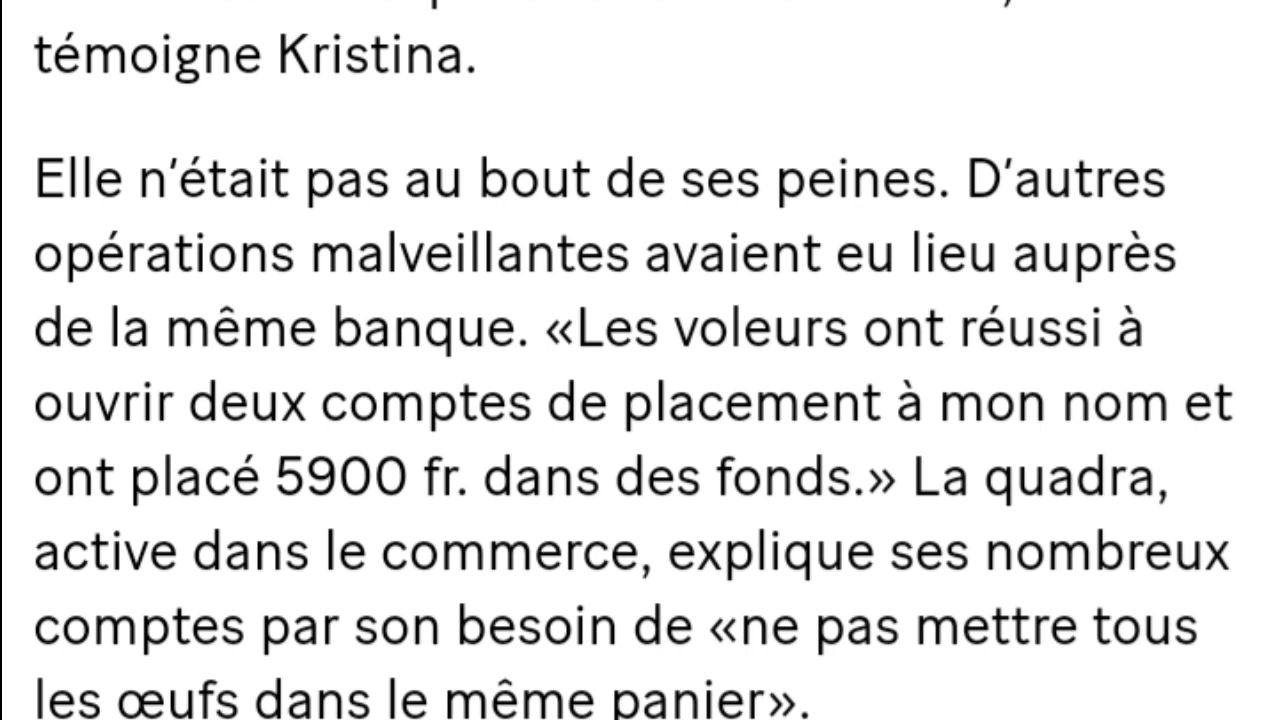 témoigne Kristina.
Elle n’était pas au bout de ses peines. D’autres
opérations malveillantes avaient eu lieu auprès
de la même banque. «Les voleurs ont réussi à
ouvrir deux comptes de placement à mon nom et
ont placé 5900 fr. dans des fonds.» La quadra,
active dans le commerce, explique ses nombreux
comptes par son besoin de «ne pas mettre tous
les œufs dans le même panier».